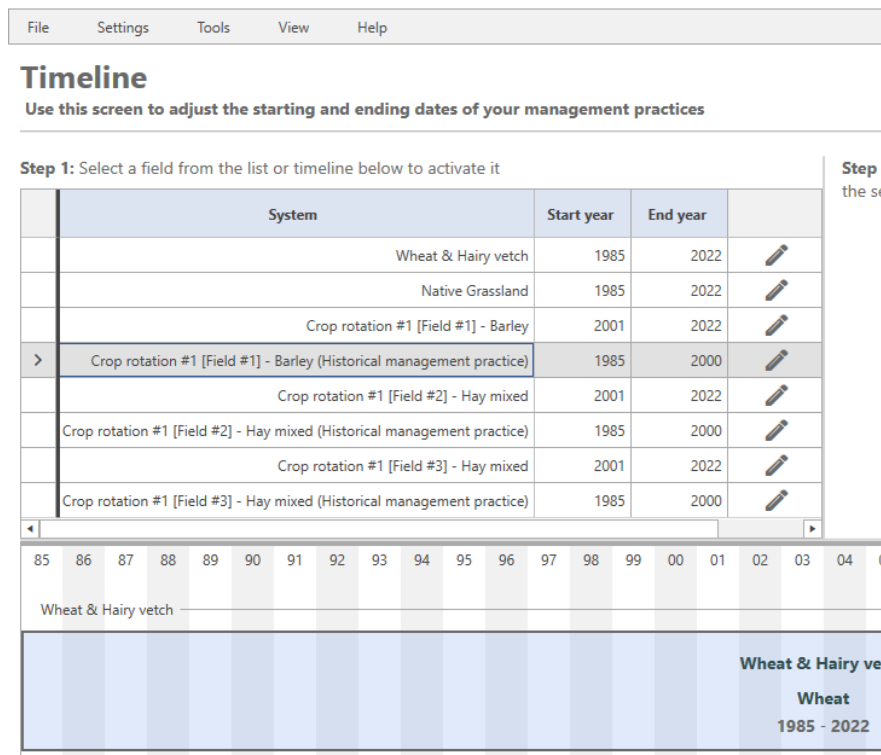 File Settings Tools View Help
Timeline
Use this screen to adjust the starting and ending dates of your management practices
Step 1: Select a field from the list or timeline below to activate it
Step
the se
System Start year End year
Wheat & Hairy vetch 1985 2022
Native Grassland 1985 2022
Crop rotation #1 [Field #1] - Barley 2001 2022
Crop rotation #1 [Field #1] - Barley (Historical management practice) 1985 2000
Crop rotation #1 [Field #2] - Hay mixed 2001 2022
Crop rotation #1 [Field #2] - Hay mixed (Historical management practice) 1985 2000
Crop rotation #1 [Field #3] - Hay mixed 2001 2022
Crop rotation #1 [Field #3] - Hay mixed (Historical management practice) 1985 2000
85 86 87 88 89 90 91 92 93 94 95 96 97 98 99 00 01 02 03 04
Wheat & Hairy vetch
Wheat & Hairy ve
Wheat
1985 - 2022